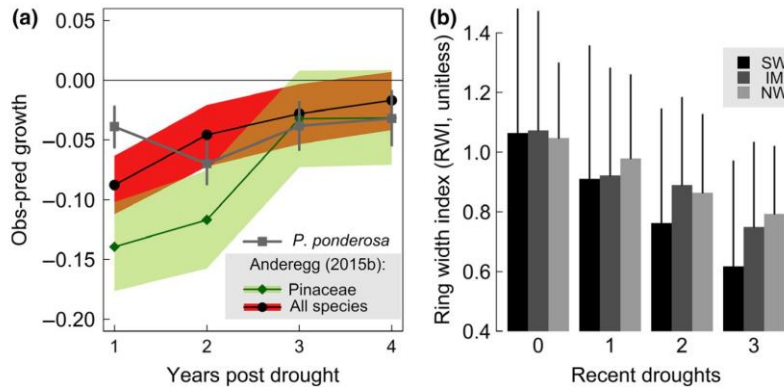 (a)
0.05
0.00
–0.05
–0.10
–0.15
–0.20
Obs-pred growth
P. ponderosa
Anderegg (2015b):
Pinaceae
All species
1 2 3 4
Years post drought
(b)
1.4
1.2
1.0
0.8
0.6
0.4
Ring width index (RWI, unitless)
SW
IM
NW
0 1 2 3
Recent droughts